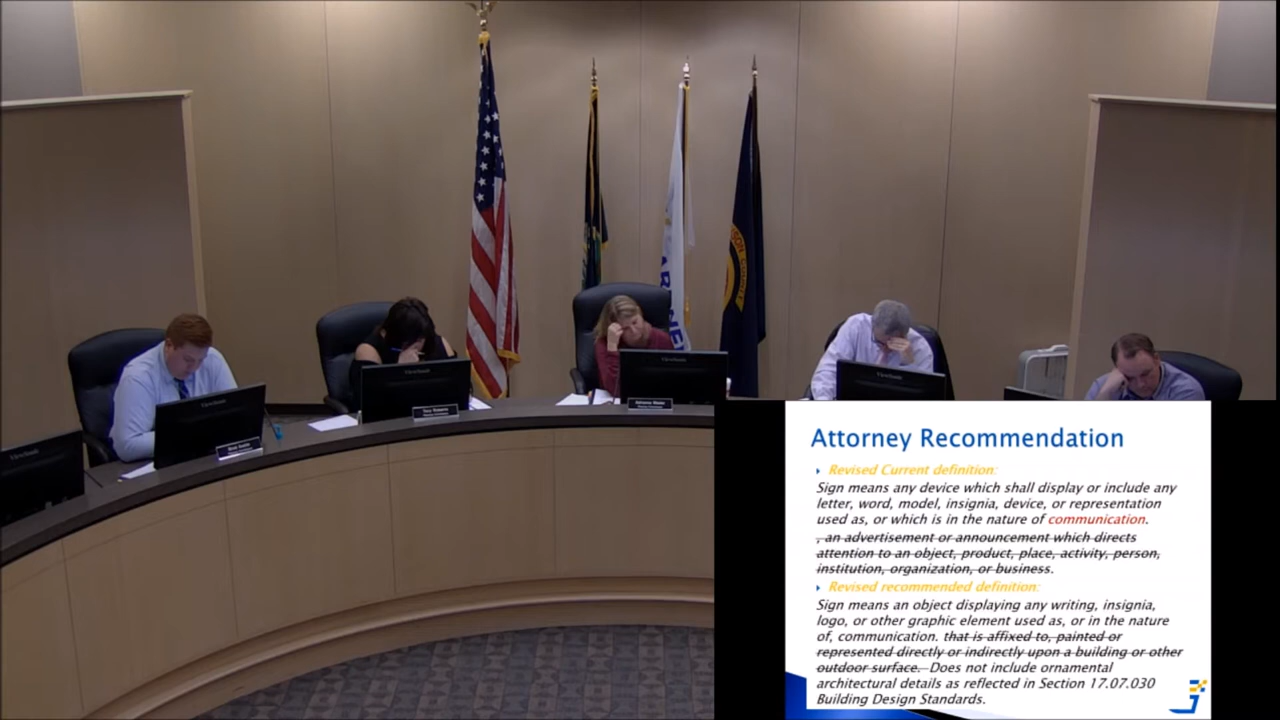 Attorney Recommendation
Revised Current definition:
Sign means any device which shall display or include any
letter, word, model, insignia, device, or representation
used as, or which is in the nature of communication.
, an advertisement or announcement which directs
attention to an object, product, place, activity, person,
institution, organization, or business.
Revised recommended definition:
Sign means an object displaying any writing, insignia,
logo, or other graphic element used as, or in the nature
of, communication. that is affixed to, painted or
represented directly or indirectly upon a building or other
outdoor surface. Does not include ornamental
architectural details as reflected in Section 17.07.030
Building Design Standards.